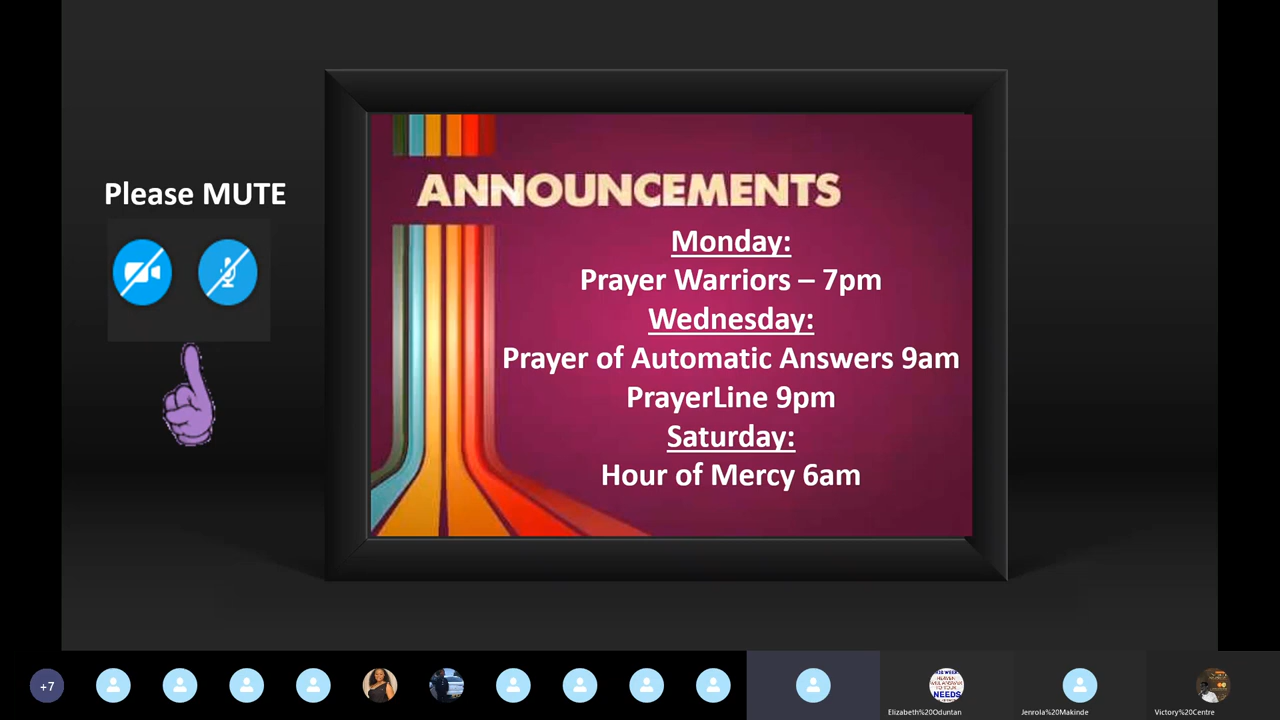 Please MUTE
ANNOUNCEMENTS
Monday:
Prayer Warriors – 7pm
Wednesday:
Prayer of Automatic Answers 9am
PrayerLine 9pm
Saturday:
Hour of Mercy 6am
+7
NEEDS
Elizabeth%20Oduntan
Jenrola%20Makinde
Victory%20Centre